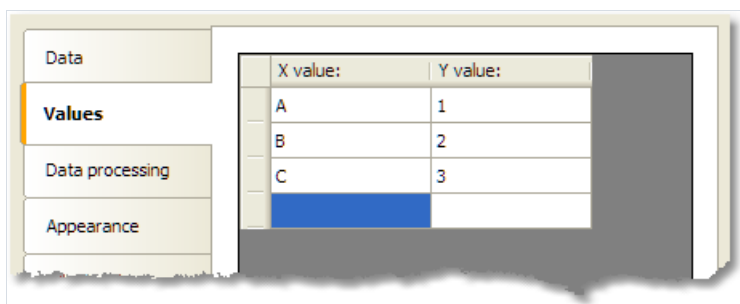 Data
Values
Data processing
Appearance
X value: Y value:
A 1
B 2
C 3